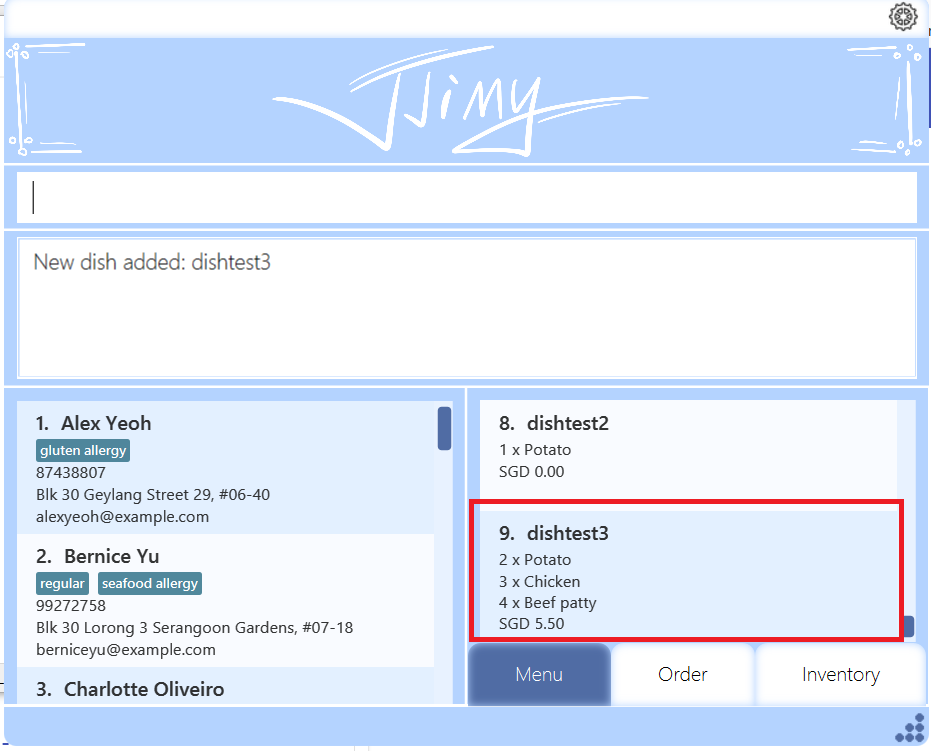 JJIMY
New dish added: dishtest3
1. Alex Yeoh
gluten allergy
87438807
Blk 30 Geylang Street 29, #06-40
alexyeoh@example.com
2. Bernice Yu
regular seafood allergy
99272758
Blk 30 Lorong 3 Serangoon Gardens, #07-18
berniceyu@example.com
3. Charlotte Oliveiro
8. dishtest2
1 x Potato
SGD 0.00
9. dishtest3
2 x Potato
3 x Chicken
4 x Beef patty
SGD 5.50
Menu Order Inventory